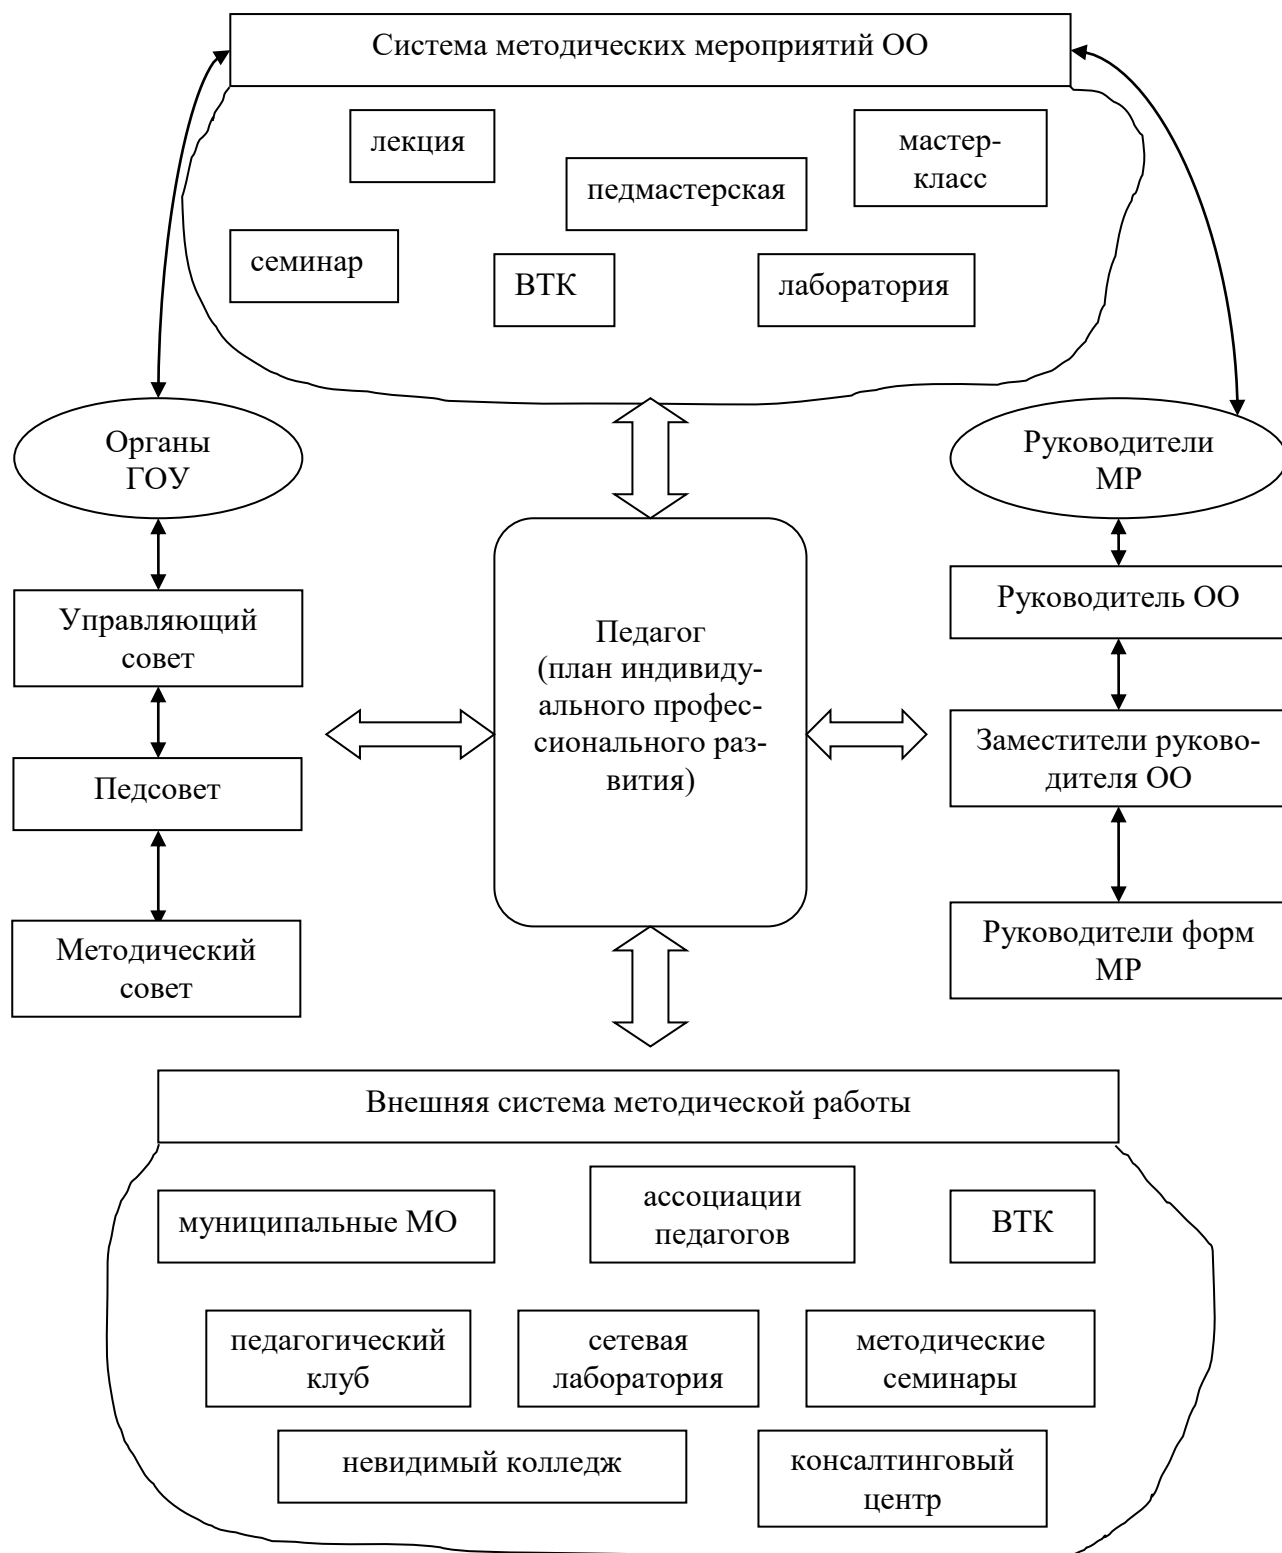 Система методических мероприятий ОО
лекция
мастер-
класс
педмастерская
семинар
ВТК
лаборатория
Органы
ГОУ
Руководители
МР
Управляющий
совет
Педсовет
Методический
совет
Педагог
(план индивиду-
ального профес-
сионального раз-
вития)
Руководитель ОО
Заместители руково-
дителя ОО
Руководители форм
МР
Внешняя система методической работы
муниципальные МО
ассоциации
педагогов
ВТК
педагогический
клуб
сетевая
лаборатория
методические
семинары
невидимый колледж
консалтинговый
центр